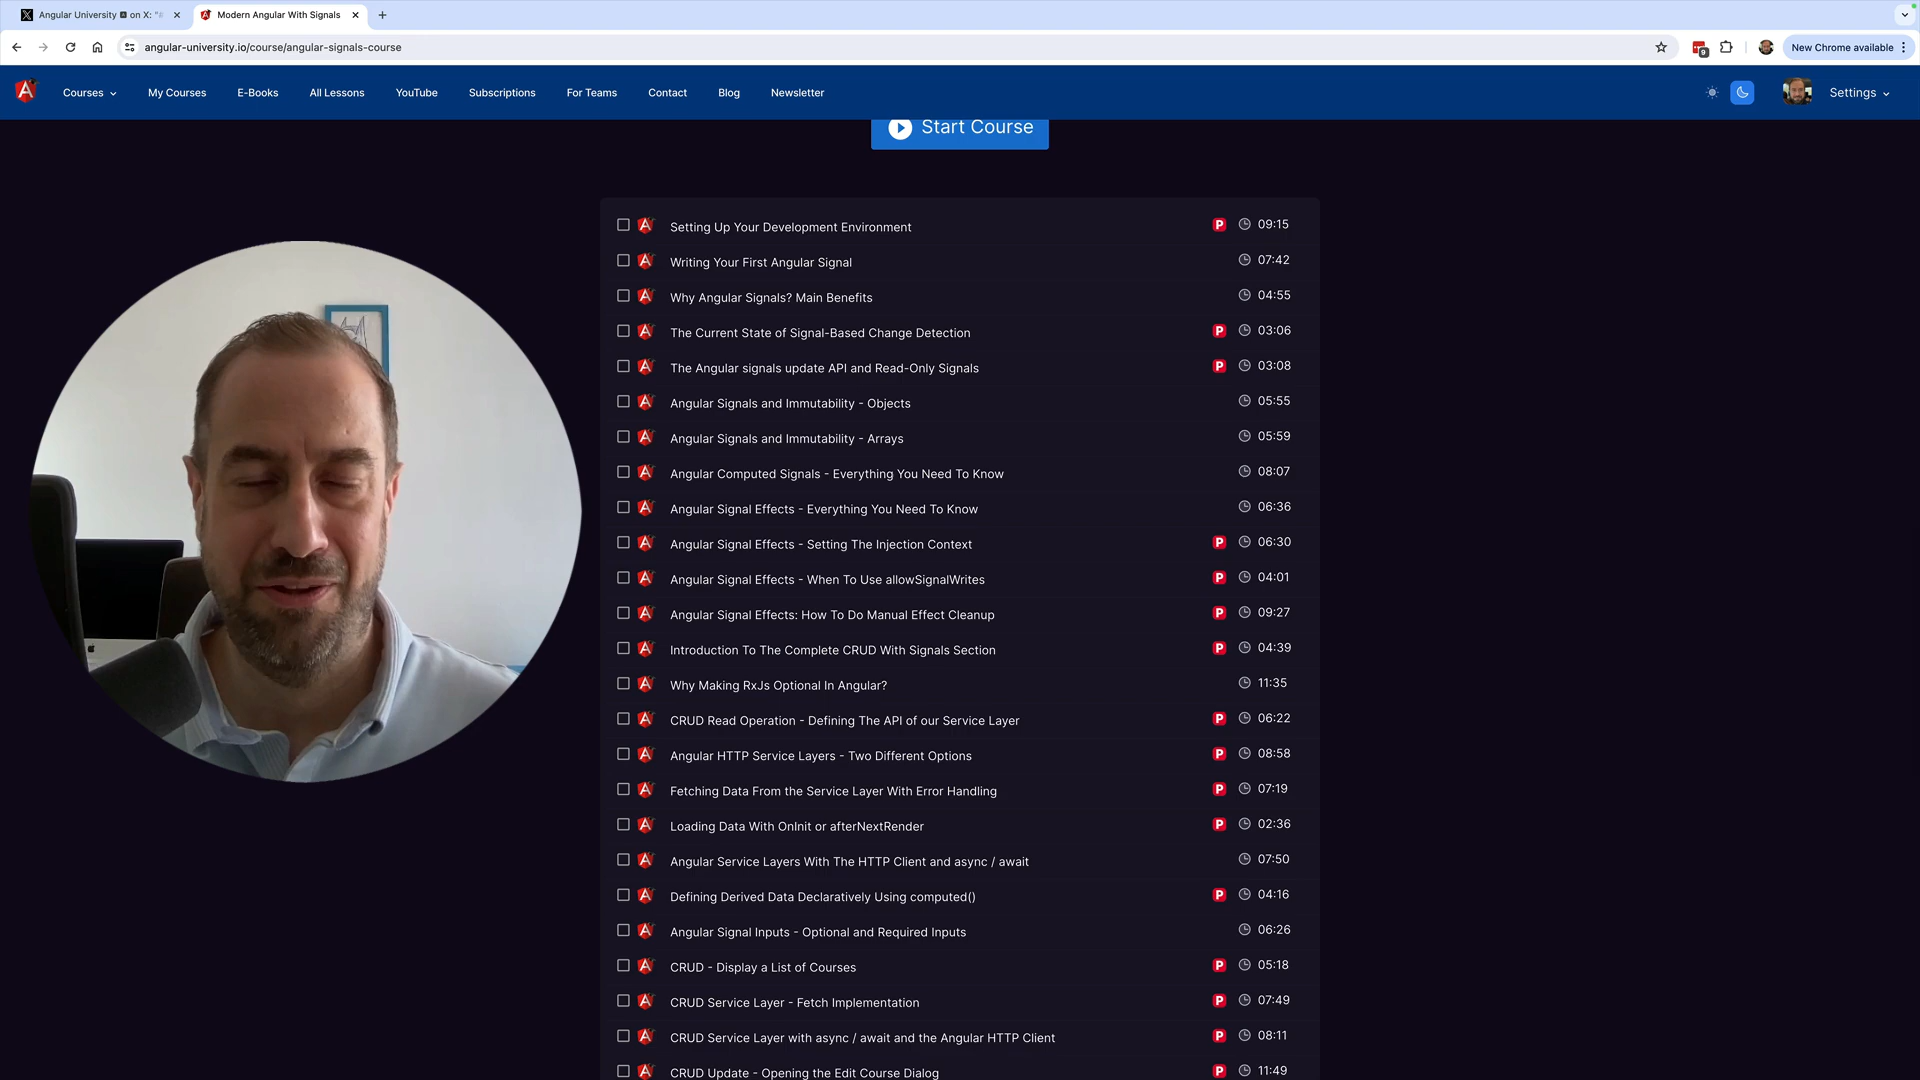 Angular University 🅰 on X: "#
Modern Angular With Signals
angular-university.io/course/angular-signals-course
9
New Chrome available
Courses
My Courses
E-Books
All Lessons
YouTube
Subscriptions
For Teams
Contact
Blog
Newsletter
Settings
Start Course
Setting Up Your Development Environment P 09:15
Writing Your First Angular Signal 07:42
Why Angular Signals? Main Benefits 04:55
The Current State of Signal-Based Change Detection P 03:06
The Angular signals update API and Read-Only Signals P 03:08
Angular Signals and Immutability - Objects 05:55
Angular Signals and Immutability - Arrays 05:59
Angular Computed Signals - Everything You Need To Know 08:07
Angular Signal Effects - Everything You Need To Know 06:36
Angular Signal Effects - Setting The Injection Context P 06:30
Angular Signal Effects - When To Use allowSignalWrites P 04:01
Angular Signal Effects: How To Do Manual Effect Cleanup P 09:27
Introduction To The Complete CRUD With Signals Section P 04:39
Why Making RxJs Optional In Angular? 11:35
CRUD Read Operation - Defining The API of our Service Layer P 06:22
Angular HTTP Service Layers - Two Different Options P 08:58
Fetching Data From the Service Layer With Error Handling P 07:19
Loading Data With OnInit or afterNextRender P 02:36
Angular Service Layers With The HTTP Client and async / await 07:50
Defining Derived Data Declaratively Using computed() P 04:16
Angular Signal Inputs - Optional and Required Inputs 06:26
CRUD - Display a List of Courses P 05:18
CRUD Service Layer - Fetch Implementation P 07:49
CRUD Service Layer with async / await and the Angular HTTP Client P 08:11
CRUD Update - Opening the Edit Course Dialog P 11:49